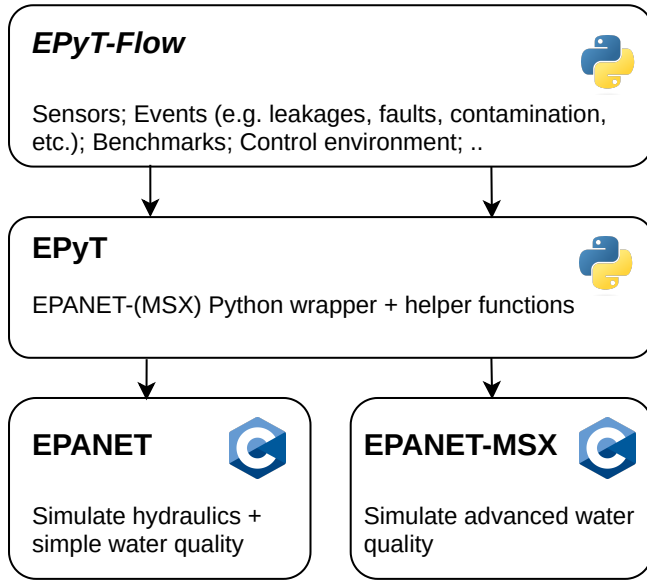 EPyT-Flow
Sensors; Events (e.g. leakages, faults, contamination,
etc.); Benchmarks; Control environment; ..
EPyT
EPANET-(MSX) Python wrapper + helper functions
EPANET
Simulate hydraulics +
simple water quality
EPANET-MSX
Simulate advanced water
quality